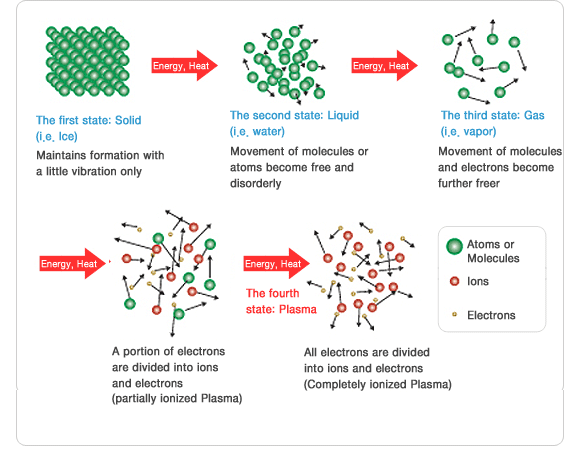 Energy, Heat
Energy, Heat
The first state: Solid
(i.e. Ice)
Maintains formation with
a little vibration only
The second state: Liquid
(i.e. water)
Movement of molecules or
atoms become free and
disorderly
The third state: Gas
(i.e. vapor)
Movement of molecules
and electrons become
further freer
Energy, Heat
Energy, Heat
The fourth
state: Plasma
Atoms or
Molecules
Ions
Electrons
A portion of electrons
are divided into ions
and electrons
(partially ionized Plasma)
All electrons are divided
into ions and electrons
(Completely ionized Plasma)